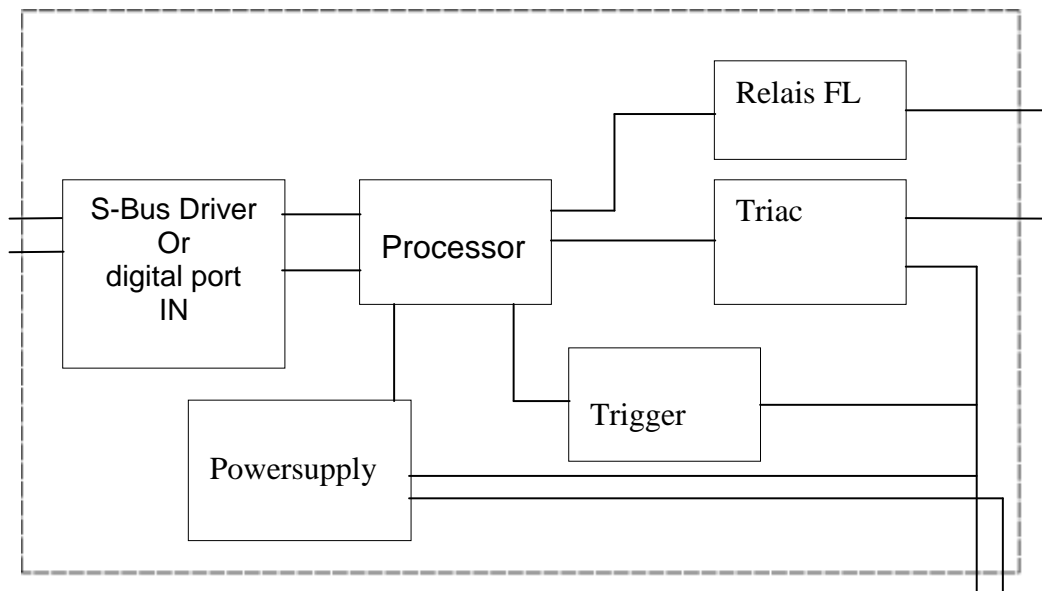 Relais FL
S-Bus Driver
Or
digital port
IN
Processor
Triac
Trigger
Powersupply